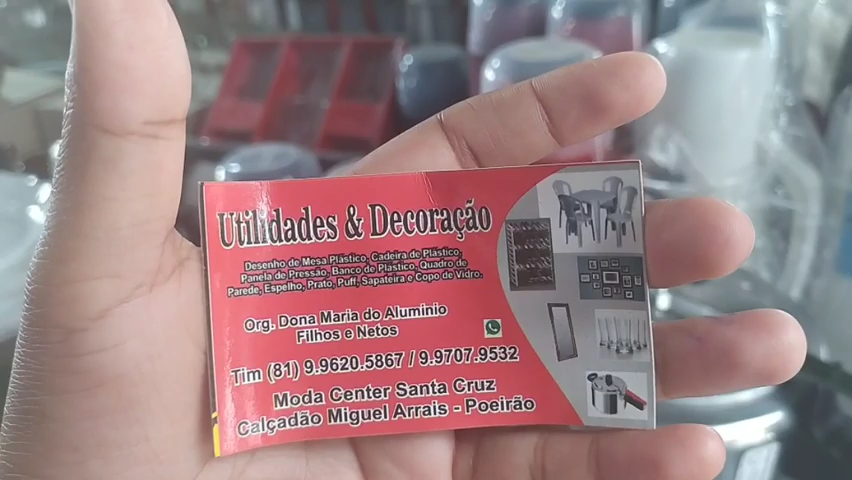 Utilidades & Decoração
Desenho de Mesa Plástico, Cadeira de Plástico,
Panela de Pressão, Banco de Plastico, Quadro de
Parede, Espelho, Prato, Puff, Sapateira e Copo de Vidro.
Org. Dona Maria do Aluminio
Filhos e Netos
Tim (81) 9.9620.5867 / 9.9707.9532
Moda Center Santa Cruz
Calçadão Miguel Arrais - Poeirão